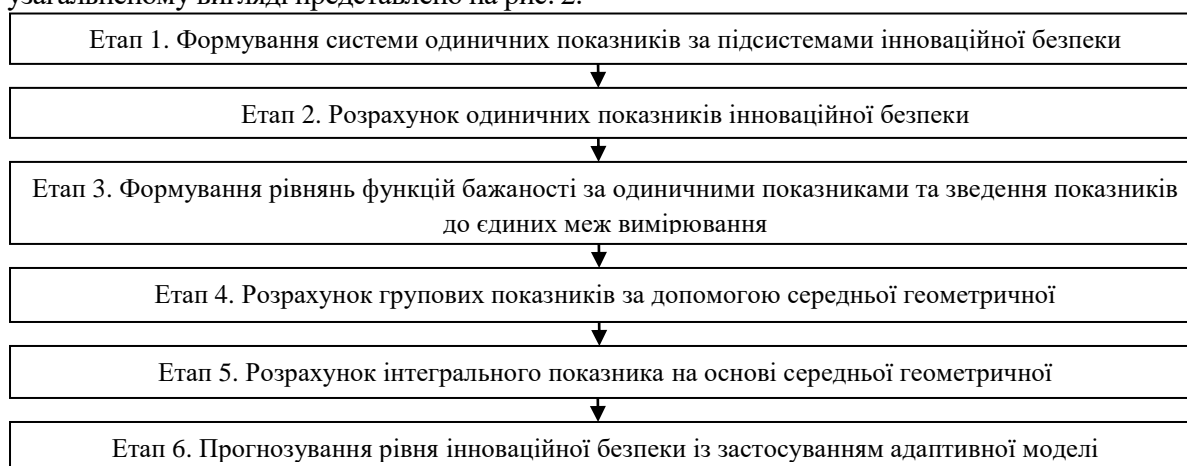 узагальненому вигляді представлено на рис. 2.
Етап 1. Формування системи одиничних показників за підсистемами інноваційної безпеки
Етап 2. Розрахунок одиничних показників інноваційної безпеки
Етап 3. Формування рівнянь функцій бажаності за одиничними показниками та зведення показників
до єдиних меж вимірювання
Етап 4. Розрахунок групових показників за допомогою середньої геометричної
Етап 5. Розрахунок інтегрального показника на основі середньої геометричної
Етап 6. Прогнозування рівня інноваційної безпеки із застосуванням адаптивної моделі